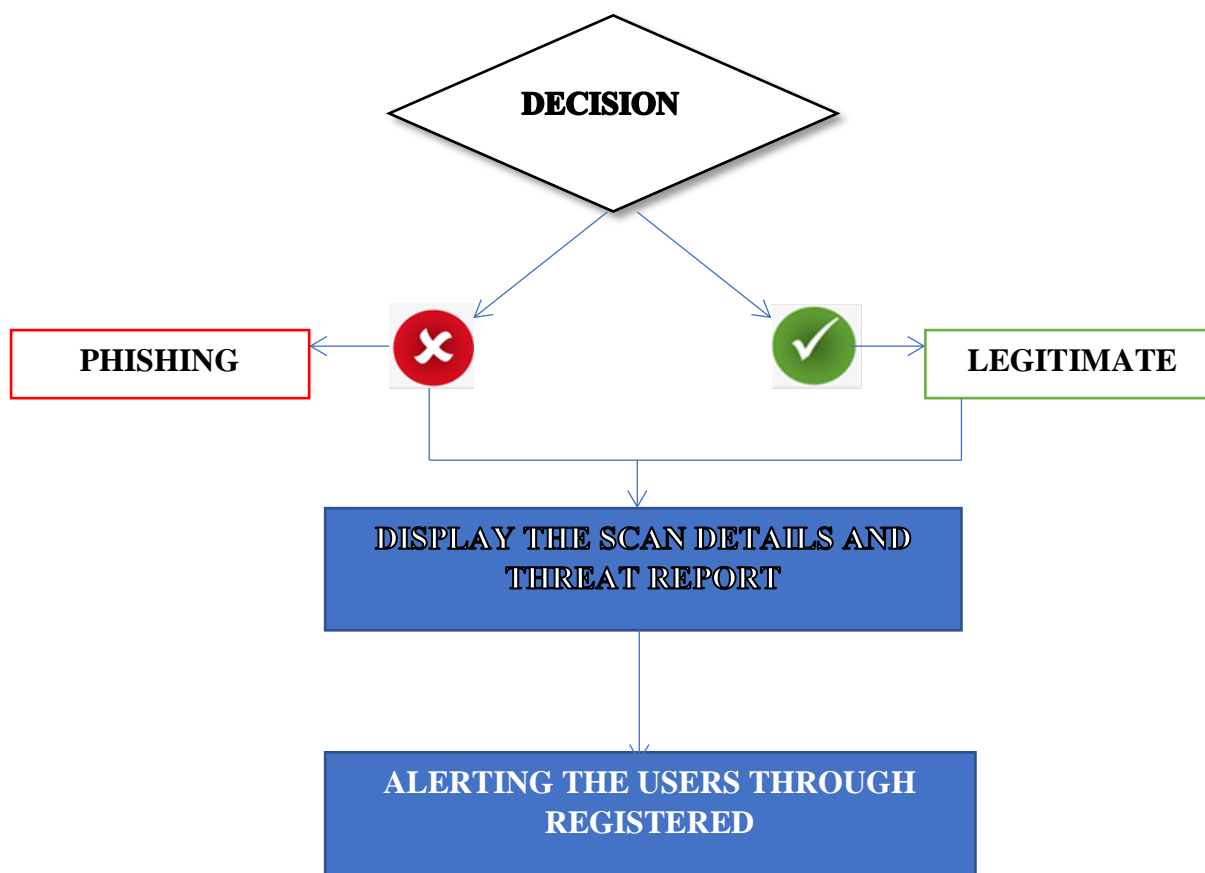 DECISION
PHISHING
LEGITIMATE
DISPLAY THE SCAN DETAILS AND
THREAT REPORT
ALERTING THE USERS THROUGH
REGISTERED